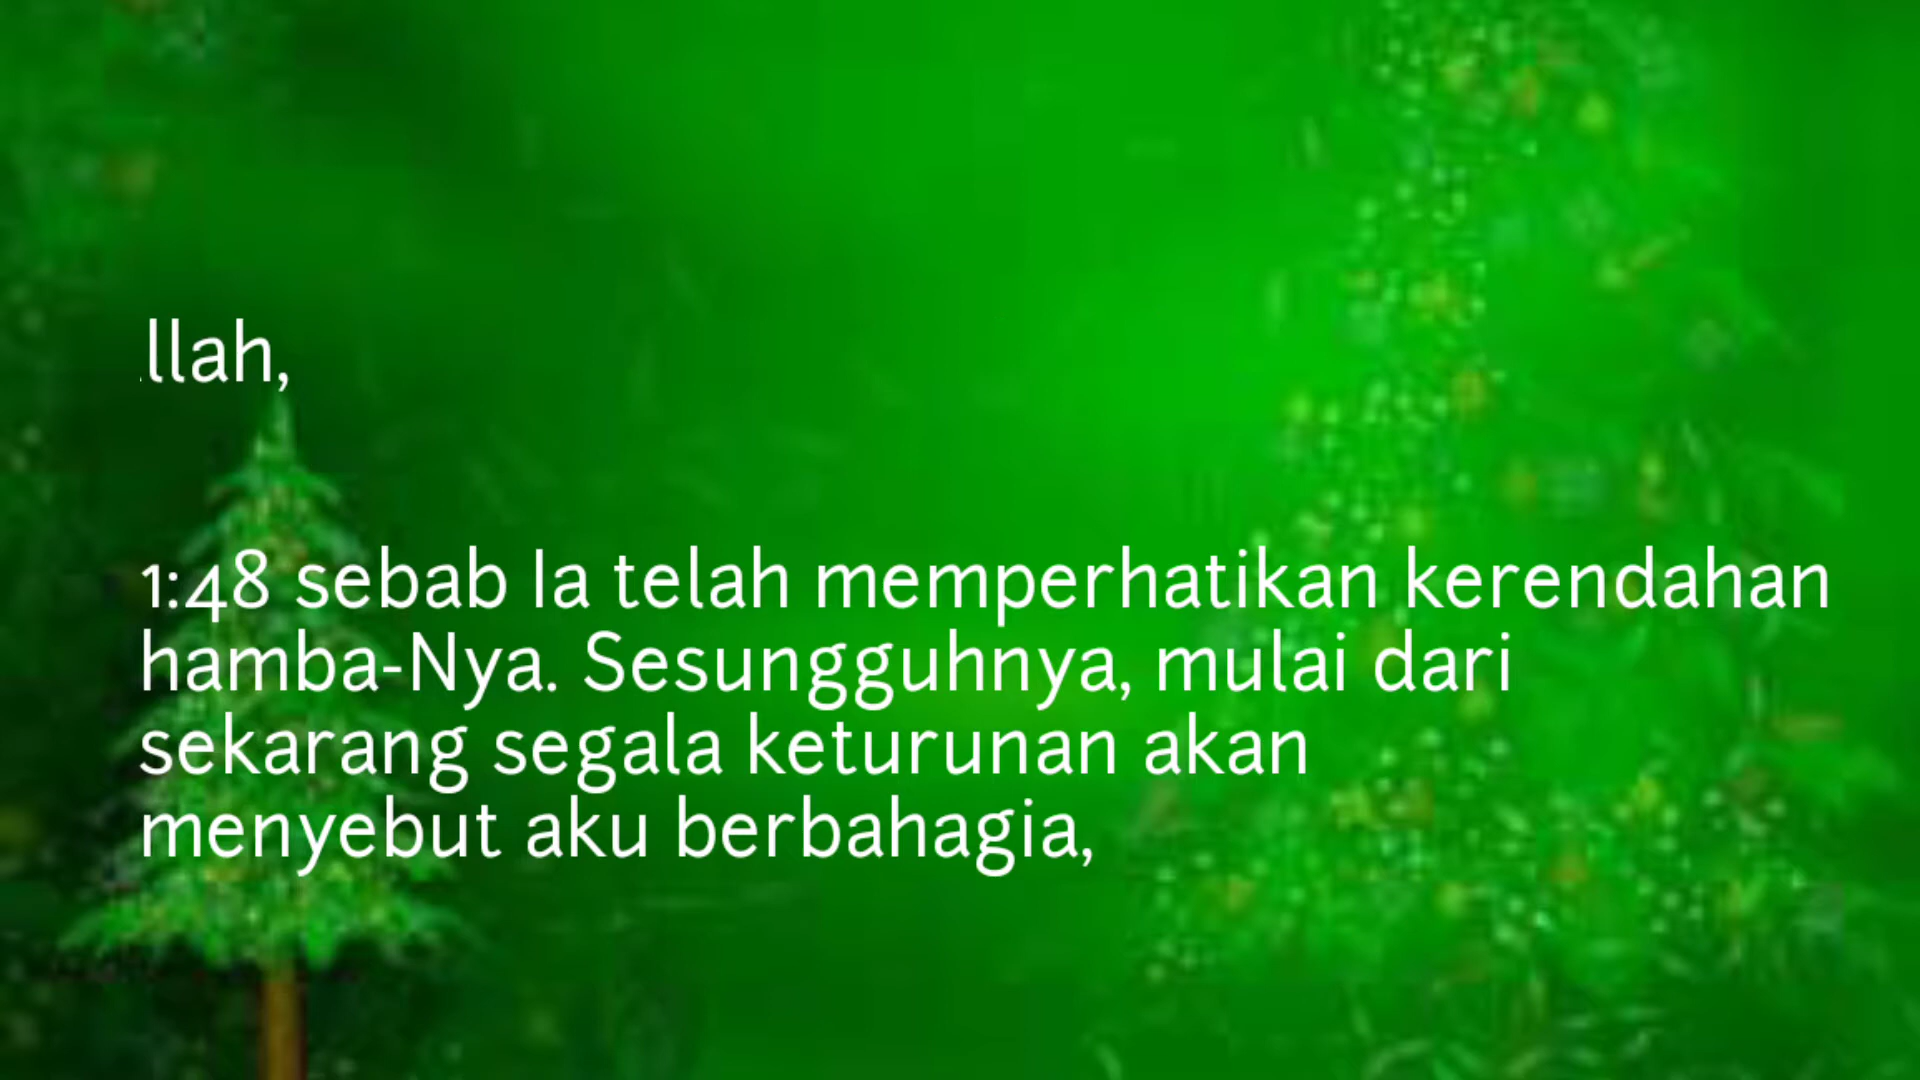 llah,
1:48 sebab Ia telah memperhatikan kerendahan
hamba-Nya. Sesungguhnya, mulai dari
sekarang segala keturunan akan
menyebut aku berbahagia,